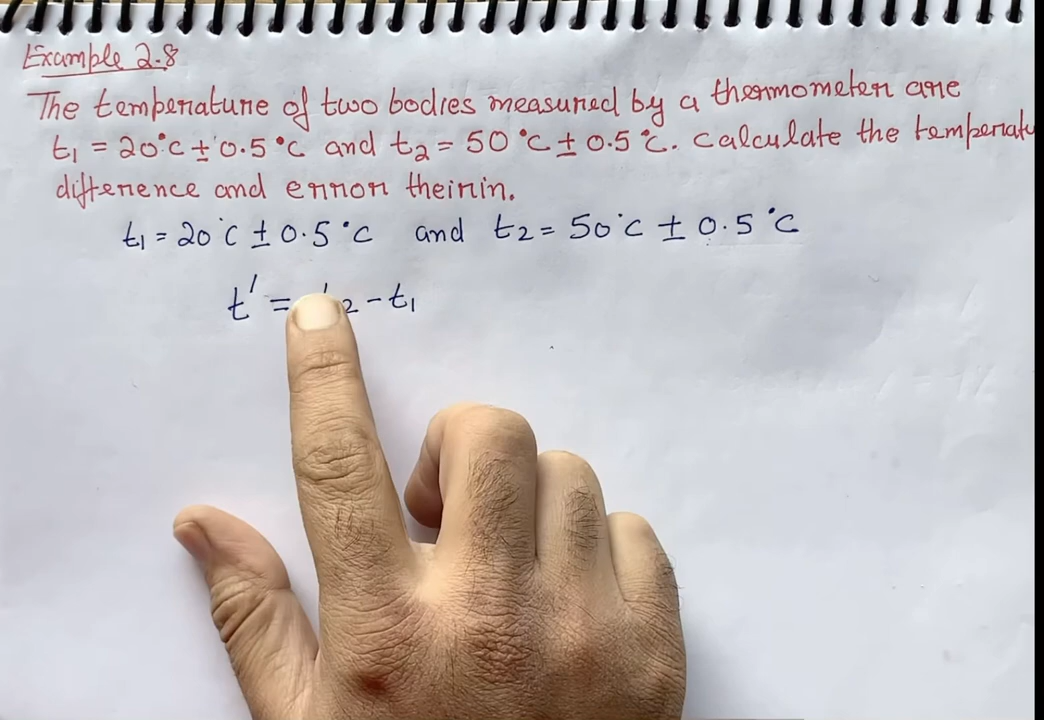 Example 2.8
The temperature of two bodies measured by a thermometer are
t₁ = 20°C ± 0.5 °C and t₂ = 50 °C ± 0.5 °C. Calculate the
difference and error theirin.
t₁ = 20°C ± 0.5 °C and t₂ = 50°C ± 0.5 °C
t' = – t₁